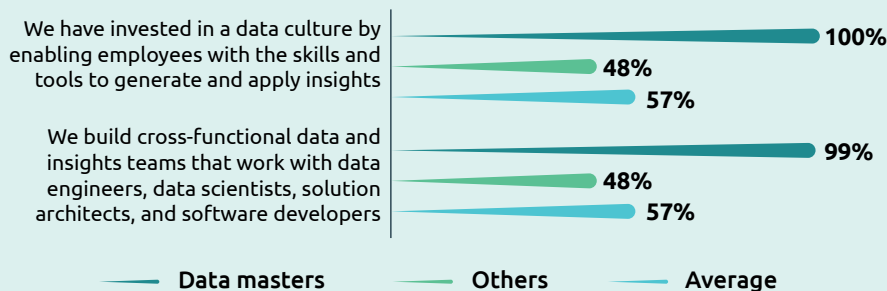 We have invested in a data culture by
enabling employees with the skills and
tools to generate and apply insights
100%
48%
57%
We build cross-functional data and
insights teams that work with data
engineers, data scientists, solution
architects, and software developers
99%
48%
57%
Data masters
Others
Average